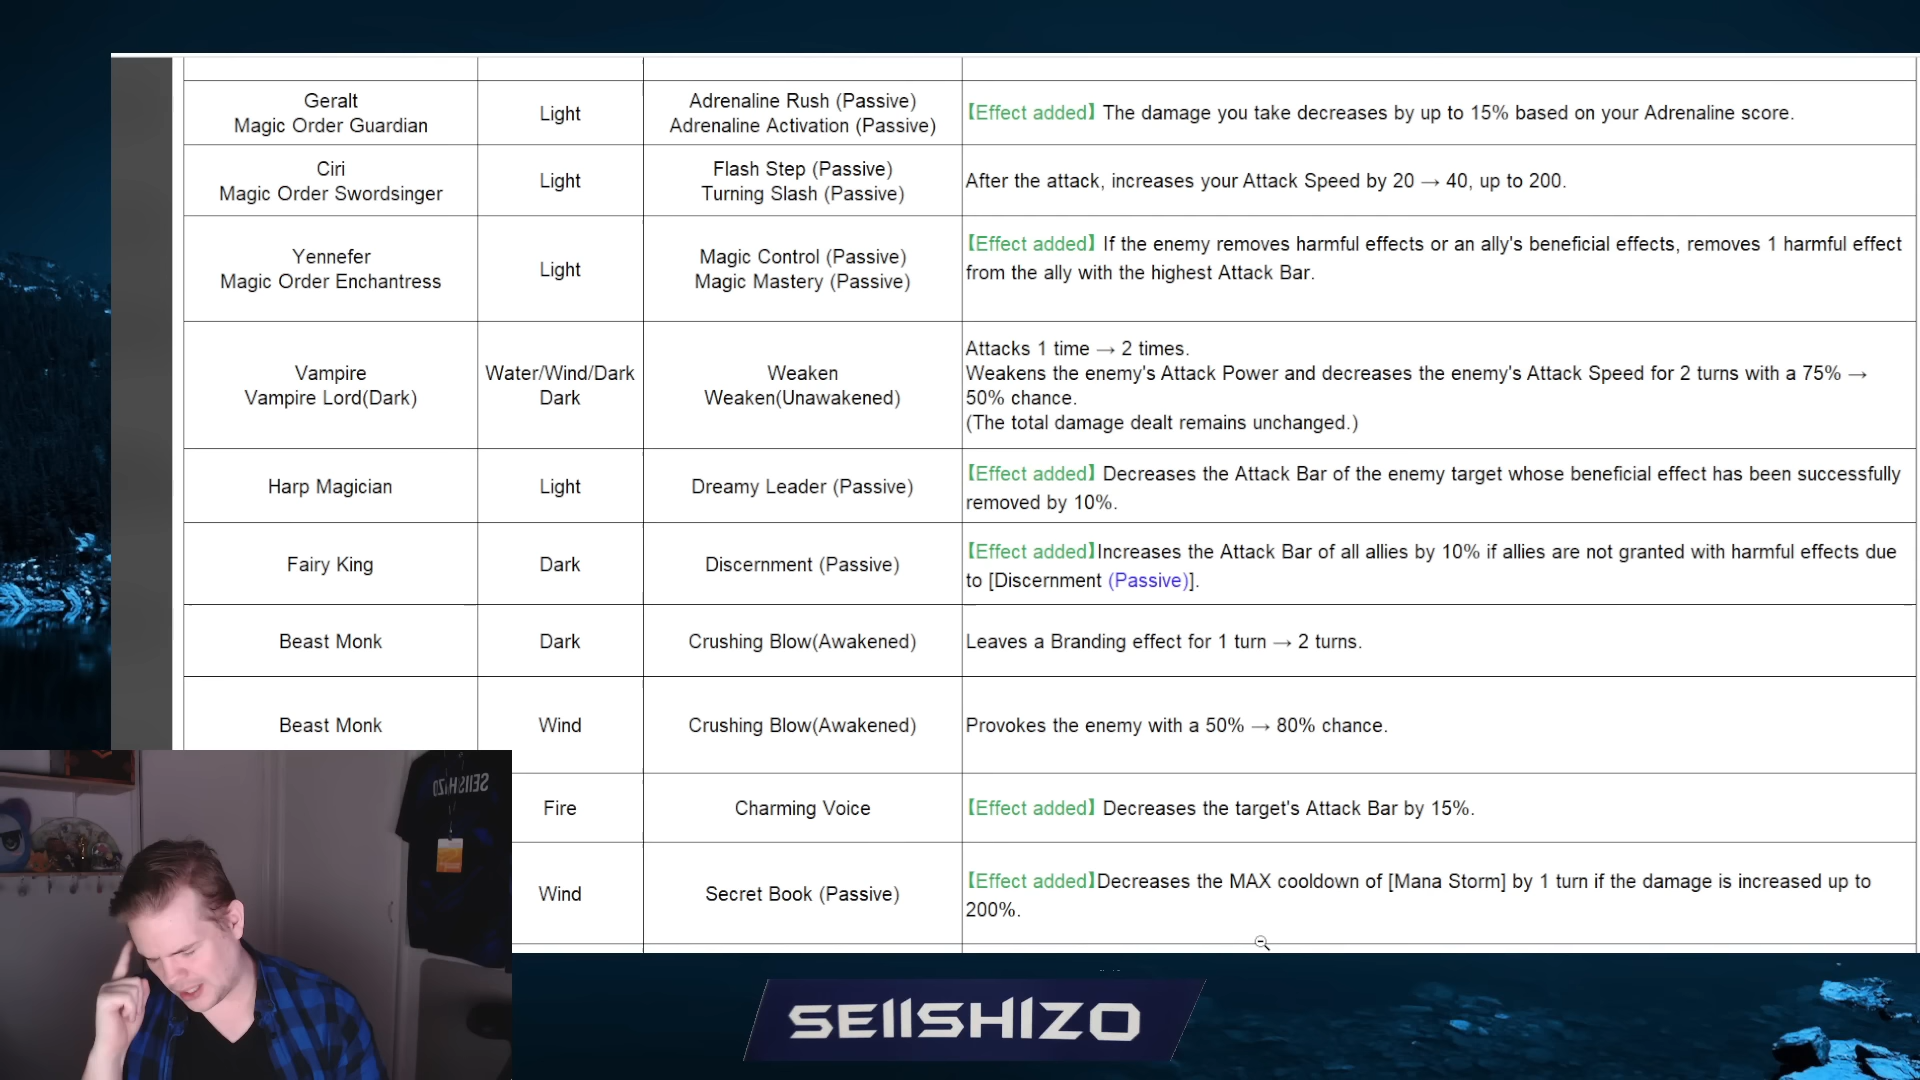 Geralt
Magic Order Guardian
Light
Adrenaline Rush (Passive)
Adrenaline Activation (Passive)
【Effect added】 The damage you take decreases by up to 15% based on your Adrenaline score.
Ciri
Magic Order Swordsinger
Light
Flash Step (Passive)
Turning Slash (Passive)
After the attack, increases your Attack Speed by 20 → 40, up to 200.
Yennefer
Magic Order Enchantress
Light
Magic Control (Passive)
Magic Mastery (Passive)
【Effect added】 If the enemy removes harmful effects or an ally's beneficial effects, removes 1 harmful effect
from the ally with the highest Attack Bar.
Vampire
Vampire Lord(Dark)
Water/Wind/Dark
Dark
Weaken
Weaken(Unawakened)
Attacks 1 time → 2 times.
Weakens the enemy's Attack Power and decreases the enemy's Attack Speed for 2 turns with a 75% →
50% chance.
(The total damage dealt remains unchanged.)
Harp Magician
Light
Dreamy Leader (Passive)
【Effect added】 Decreases the Attack Bar of the enemy target whose beneficial effect has been successfully
removed by 10%.
Fairy King
Dark
Discernment (Passive)
【Effect added】Increases the Attack Bar of all allies by 10% if allies are not granted with harmful effects due
to [Discernment (Passive)].
Beast Monk
Dark
Crushing Blow(Awakened)
Leaves a Branding effect for 1 turn → 2 turns.
Beast Monk
Wind
Crushing Blow(Awakened)
Provokes the enemy with a 50% → 80% chance.
Fire
Charming Voice
【Effect added】 Decreases the target's Attack Bar by 15%.
Wind
Secret Book (Passive)
【Effect added】Decreases the MAX cooldown of [Mana Storm] by 1 turn if the damage is increased up to
200%.
SEIISHIZO
SEIISHIZO